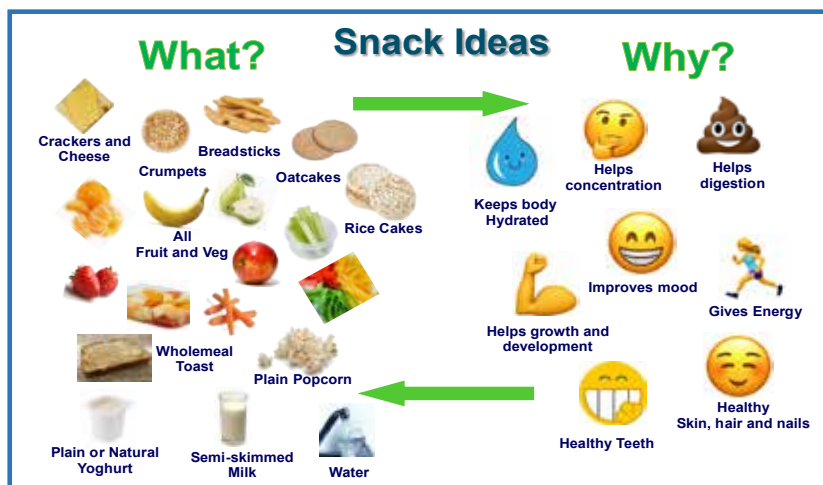 Snack Ideas
What?
Why?
Crackers and
Cheese
Crumpets
Breadsticks
Oatcakes
Rice Cakes
All
Fruit and Veg
Wholemeal
Toast
Plain Popcorn
Plain or Natural
Yoghurt
Semi-skimmed
Milk
Water
Keeps body
Hydrated
Helps
concentration
Helps
digestion
Improves mood
Gives Energy
Helps growth and
development
Healthy Teeth
Healthy
Skin, hair and nails